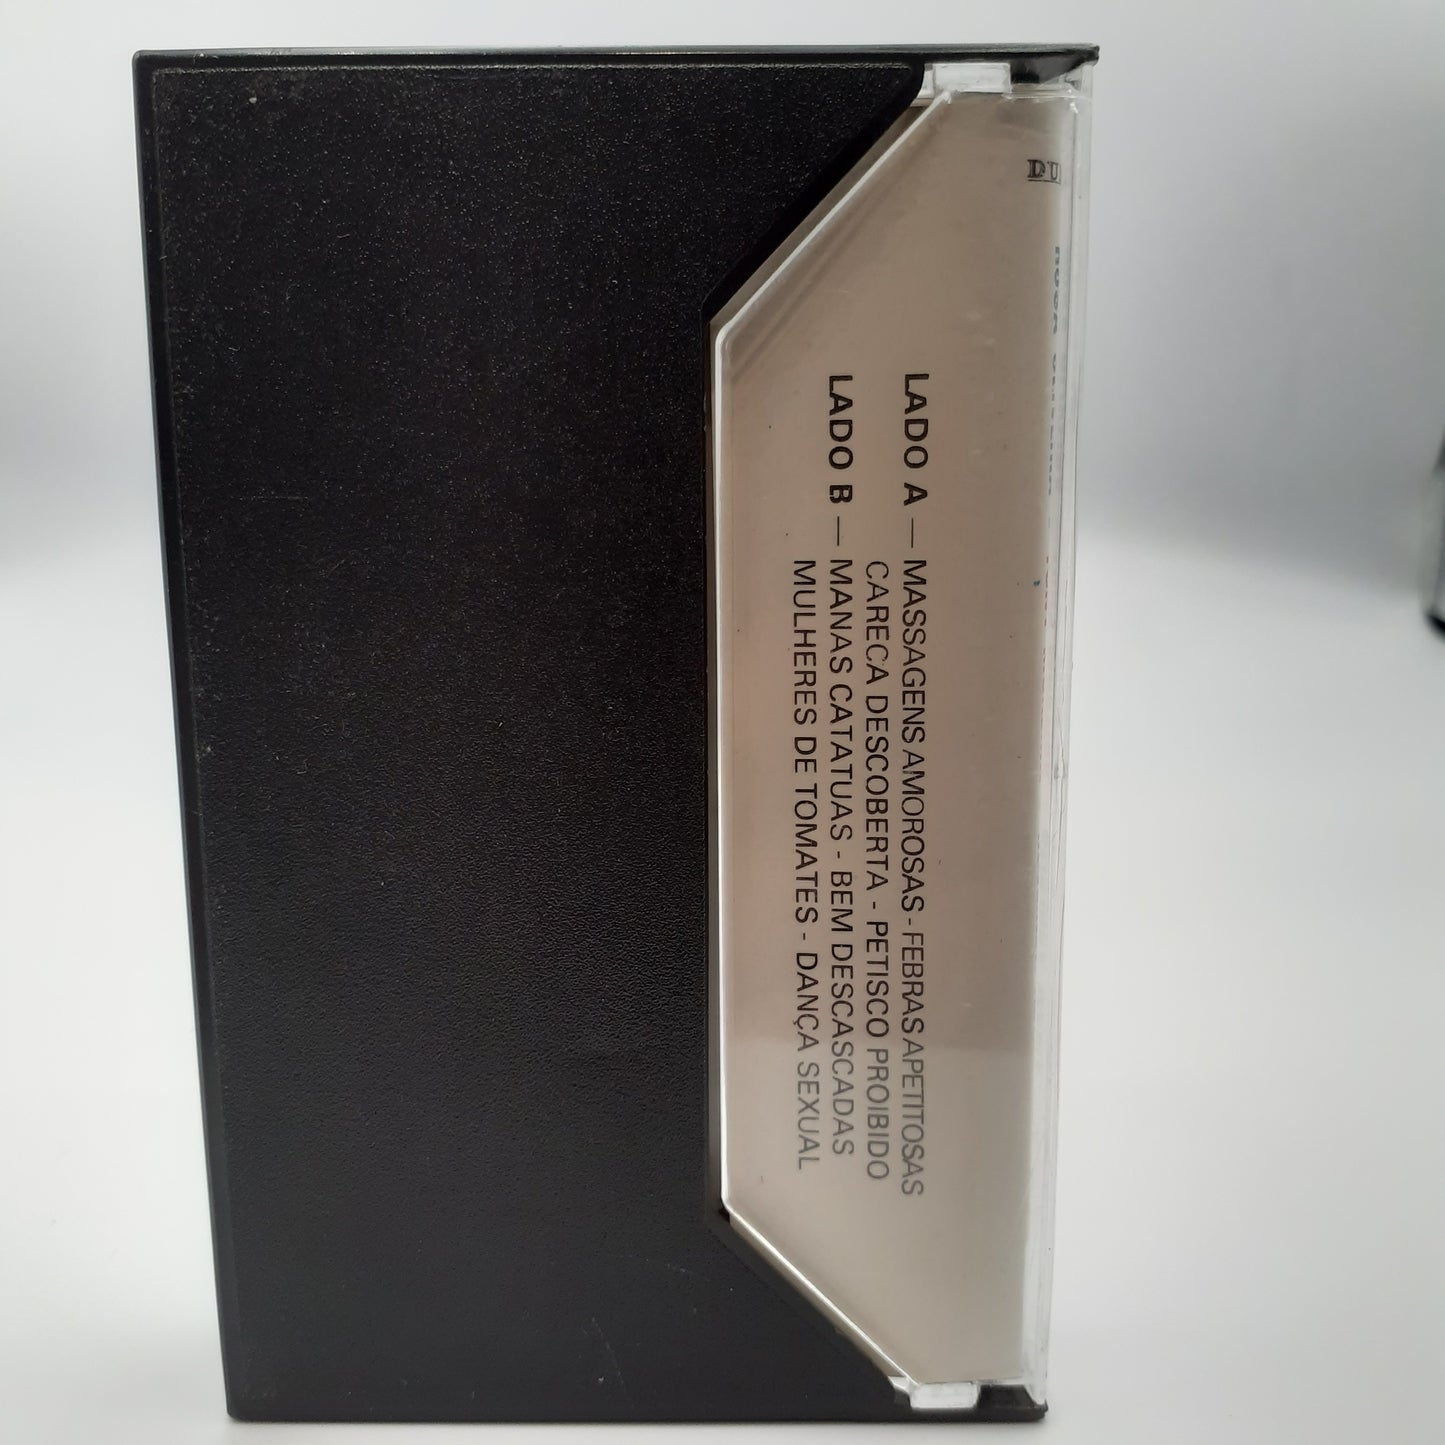 DU
LADO A — MASSAGENS AMOROSAS - FEBRAS APETITOSAS
CARECA DESCOBERTA - PETISCO PROIBIDO
LADO B — MANAS CATATUAS - BEM DESCASCADAS
MULHERES DE TOMATES - DANÇA SEXUAL